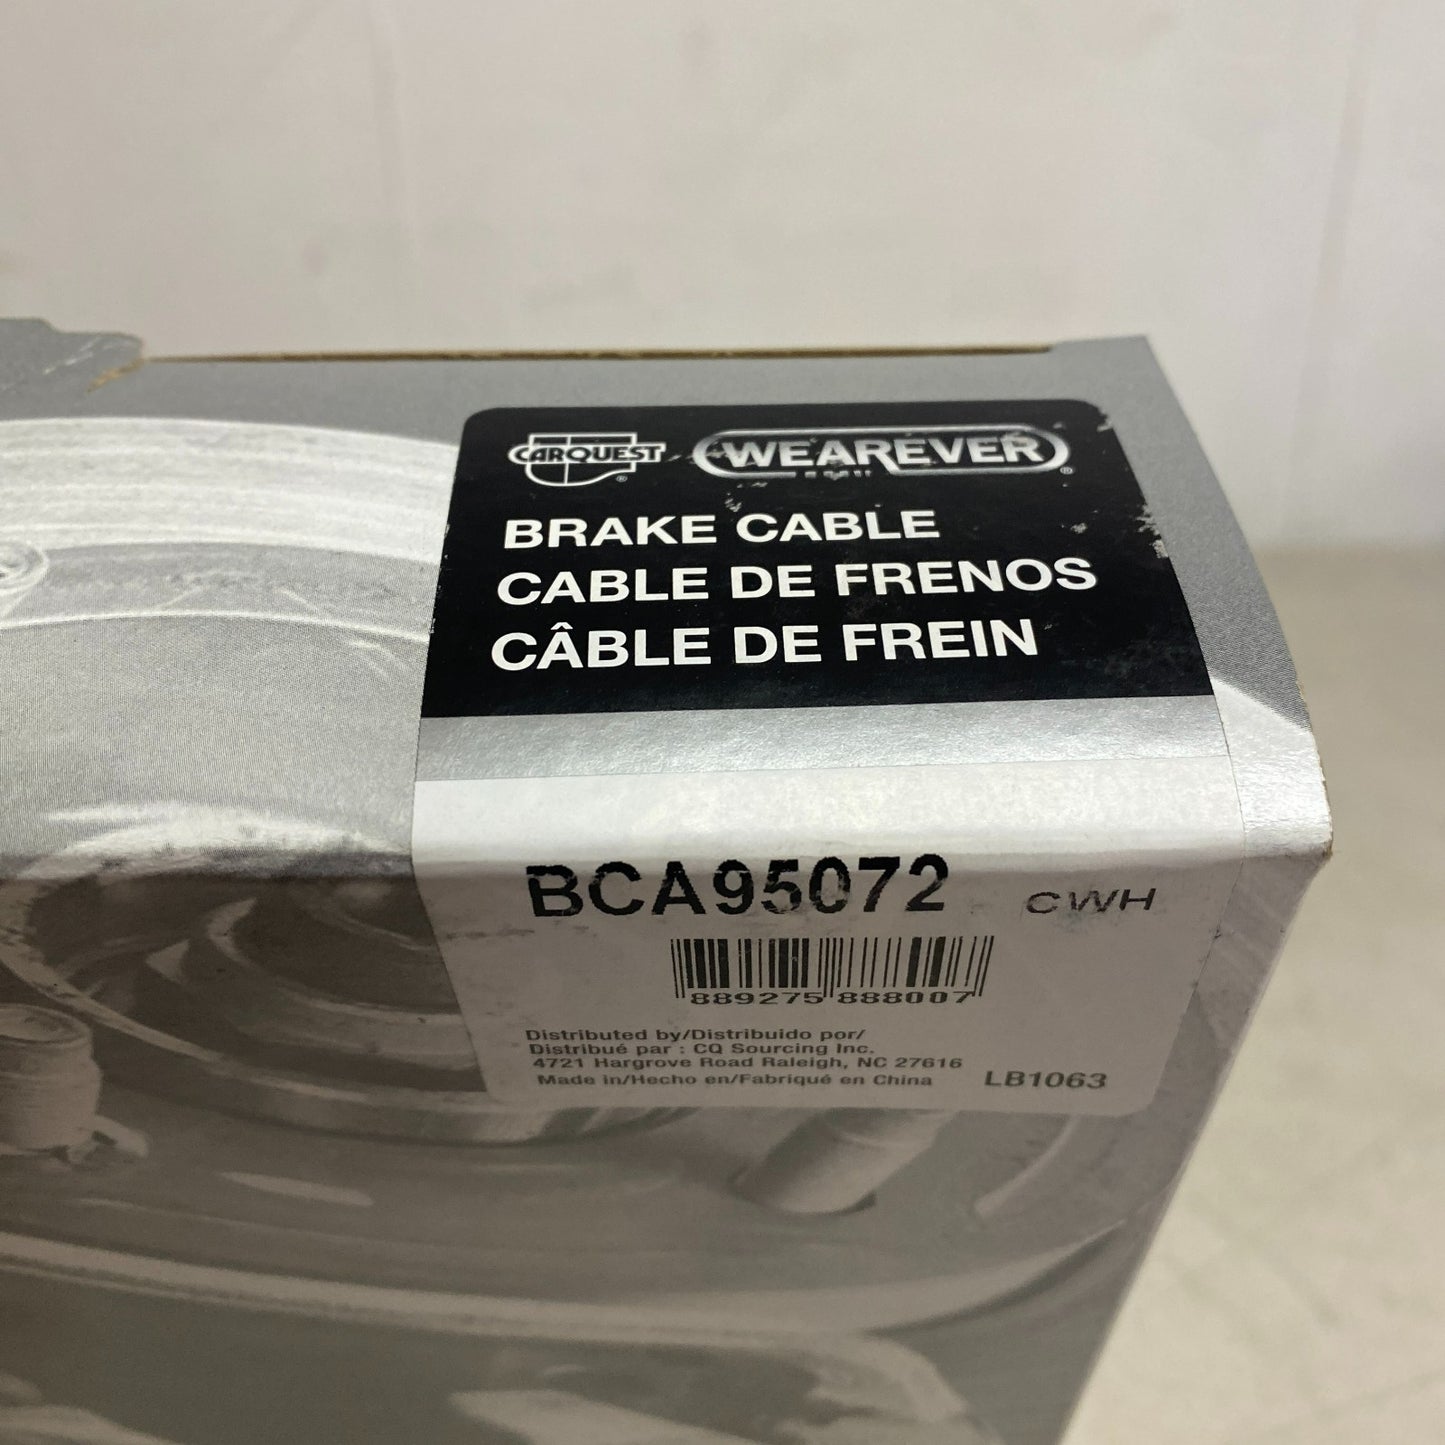 CARQUEST WEAREVER
BRAKE CABLE
CABLE DE FRENOS
CÂBLE DE FREIN
BCA95072 CWH
889275 888007
Distributed by/Distribuido por/
Distribué par : CQ Sourcing Inc.
4721 Hargrove Road Raleigh, NC 27616
Made in/Hecho en/Fabriqué en China LB1063